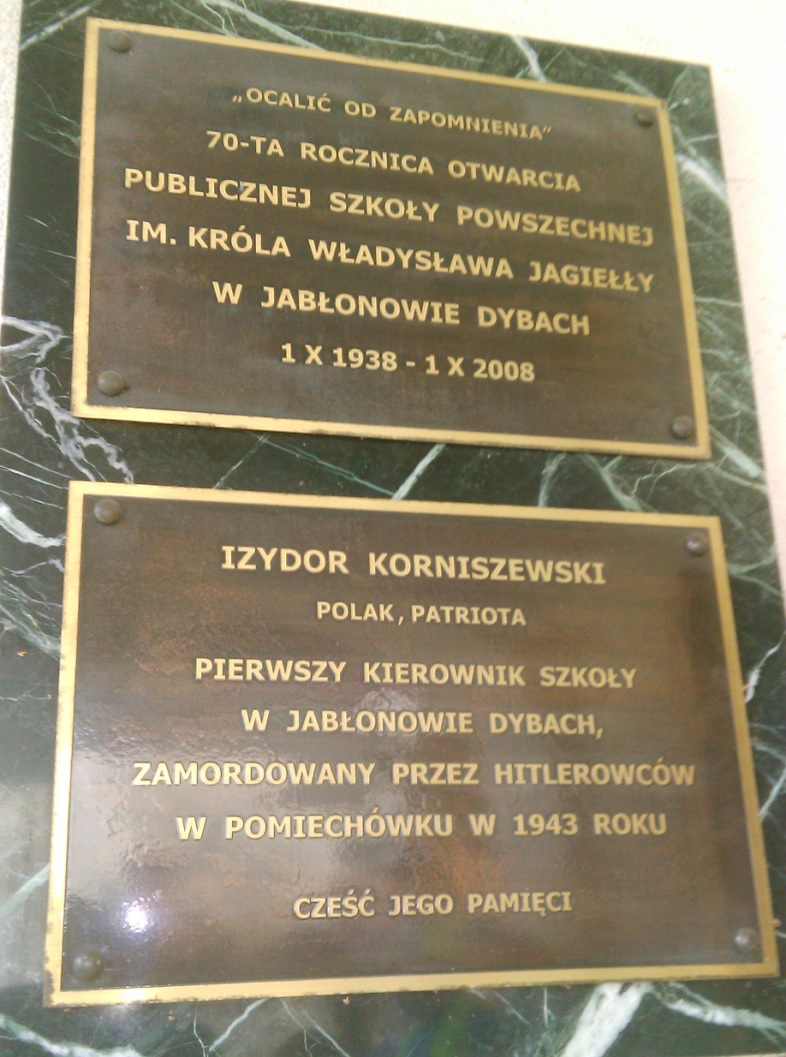 „OCALIĆ OD ZAPOMNIENIA”
70-TA ROCZNICA OTWARCIA
PUBLICZNEJ SZKOŁY POWSZECHNEJ
IM. KRÓLA WŁADYSŁAWA JAGIEŁŁY
W JABŁONOWIE DYBACH
1 X 1938 - 1 X 2008
IZYDOR KORNISZEWSKI
POLAK, PATRIOTA
PIERWSZY KIEROWNIK SZKOŁY
W JABŁONOWIE DYBACH,
ZAMORDOWANY PRZEZ HITLEROWCÓW
W POMIECHÓWKU W 1943 ROKU
CZEŚĆ JEGO PAMIĘCI